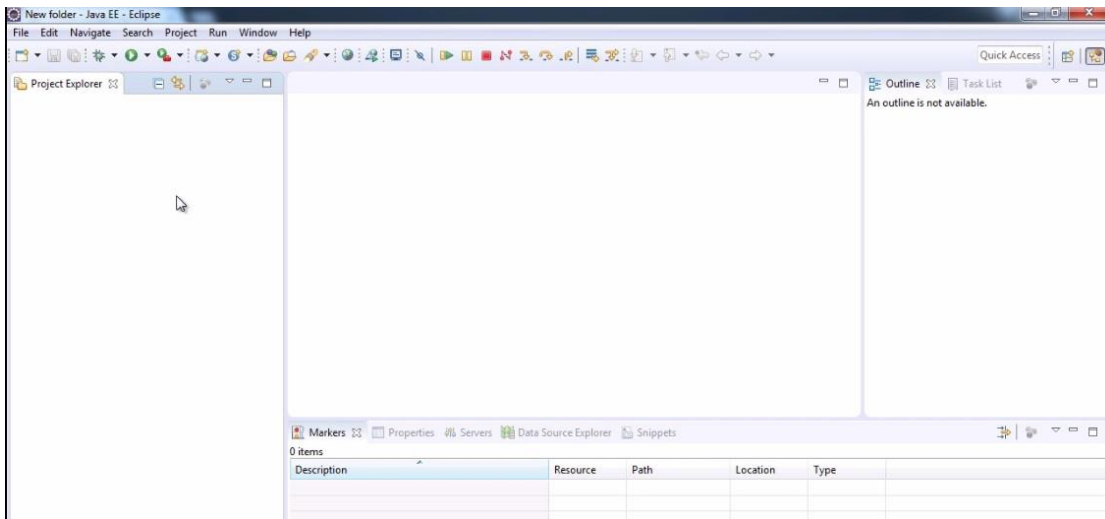 New folder - Java EE - Eclipse
File Edit Navigate Search Project Run Window Help
Quick Access
Project Explorer
Outline Task List
An outline is not available.
Markers Properties Servers Data Source Explorer Snippets
0 items
Description Resource Path Location Type